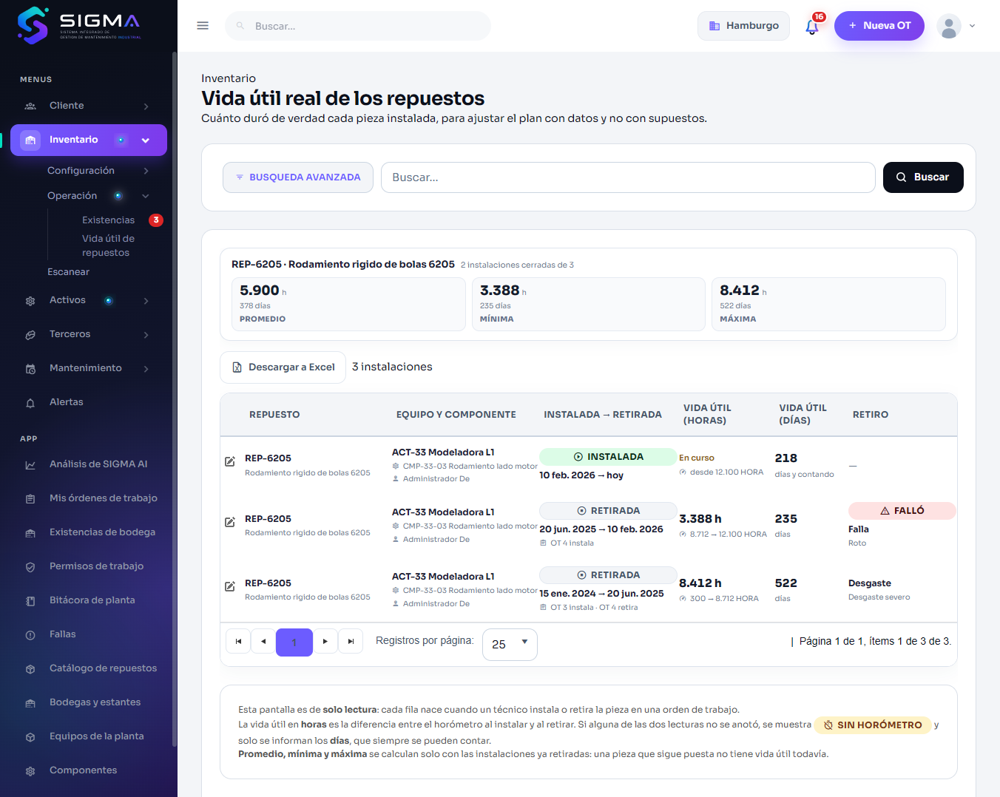 SIGMA
SISTEMA INTEGRADO DE
GESTION DE MANTENIMIENTO INDUSTRIAL
Buscar...
Hamburgo
16
+ Nueva OT
MENUS
Cliente
Inventario
Configuración
Operación
Existencias
3
Vida útil de
repuestos
Escanear
Activos
Terceros
Mantenimiento
Alertas
APP
Análisis de SIGMA AI
Mis órdenes de trabajo
Existencias de bodega
Permisos de trabajo
Bitácora de planta
Fallas
Catálogo de repuestos
Bodegas y estantes
Equipos de la planta
Componentes
Inventario
Vida útil real de los repuestos
Cuánto duró de verdad cada pieza instalada, para ajustar el plan con datos y no con supuestos.
BUSQUEDA AVANZADA
Buscar...
Buscar
REP-6205 · Rodamiento rigido de bolas 6205 2 instalaciones cerradas de 3
5.900 h
378 días
PROMEDIO
3.388 h
235 días
MÍNIMA
8.412 h
522 días
MÁXIMA
Descargar a Excel
3 instalaciones
REPUESTO
EQUIPO Y COMPONENTE
INSTALADA → RETIRADA
VIDA ÚTIL
(HORAS)
VIDA ÚTIL
(DÍAS)
RETIRO
REP-6205
Rodamiento rigido de bolas 6205
ACT-33 Modeladora L1
CMP-33-03 Rodamiento lado motor
Administrador De
INSTALADA
10 feb. 2026 → hoy
En curso
desde 12.100 HORA
218
días y contando
—
REP-6205
Rodamiento rigido de bolas 6205
ACT-33 Modeladora L1
CMP-33-03 Rodamiento lado motor
Administrador De
RETIRADA
20 jun. 2025 → 10 feb. 2026
OT 4 instala
3.388 h
8.712 → 12.100 HORA
235
días
FALLÓ
Falla
Roto
REP-6205
Rodamiento rigido de bolas 6205
ACT-33 Modeladora L1
CMP-33-03 Rodamiento lado motor
Administrador De
RETIRADA
15 ene. 2024 → 20 jun. 2025
OT 3 instala · OT 4 retira
8.412 h
300 → 8.712 HORA
522
días
Desgaste
Desgaste severo
1
Registros por página:
25
| Página 1 de 1, ítems 1 de 3 de 3.
Esta pantalla es de solo lectura: cada fila nace cuando un técnico instala o retira la pieza en una orden de trabajo.
La vida útil en horas es la diferencia entre el horómetro al instalar y al retirar. Si alguna de las dos lecturas no se anotó, se muestra SIN HORÓMETRO y
solo se informan los días, que siempre se pueden contar.
Promedio, mínima y máxima se calculan solo con las instalaciones ya retiradas: una pieza que sigue puesta no tiene vida útil todavía.